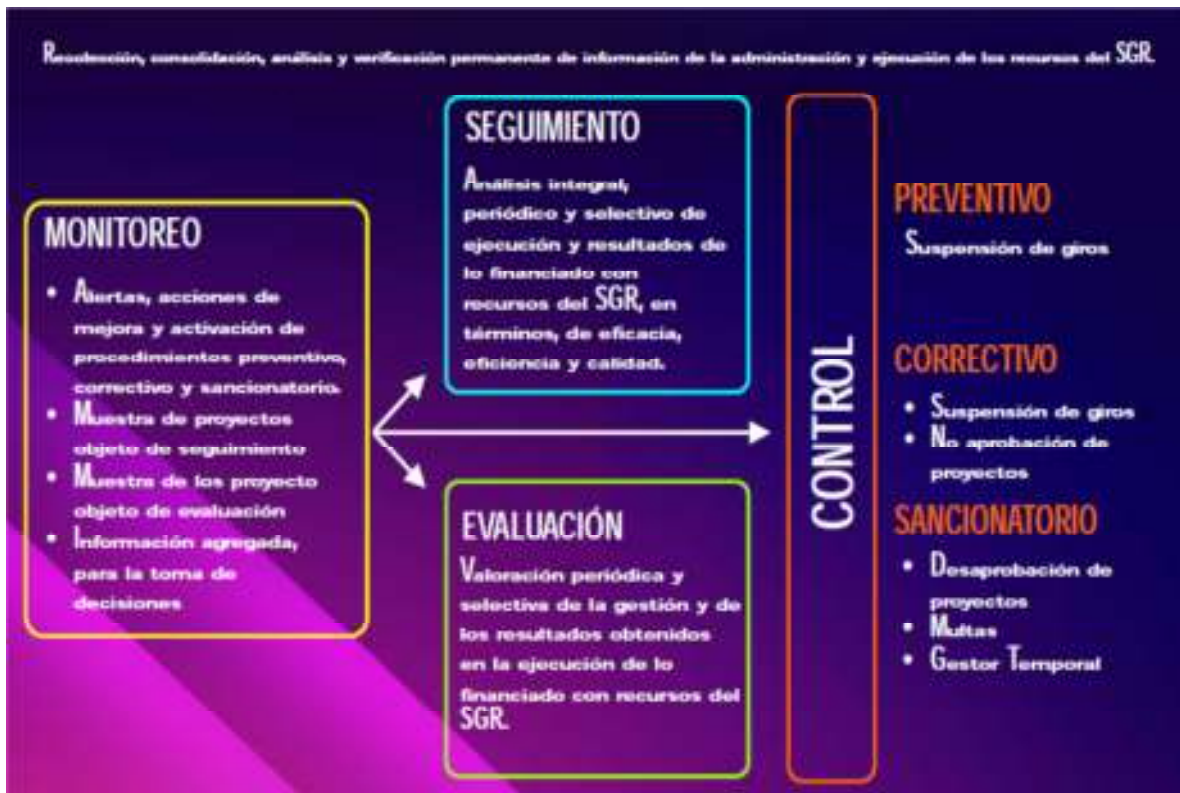 Recolección, consolidación, análisis y verificación permanente de información de la administración y ejecución de los recursos del SGR.
MONITOREO
• Alertas, acciones de
mejora y activación de
procedimientos preventivo,
correctivo y sancionatorio.
• Muestra de proyectos
objeto de seguimiento
• Muestra de los proyecto
objeto de evaluación
• Información agregada,
para la toma de
decisiones
SEGUIMIENTO
Análisis integral,
periódico y selectivo de
ejecución y resultados de
lo financiado con
recursos del SGR, en
términos, de eficacia,
eficiencia y calidad.
EVALUACIÓN
Valoración periódica y
selectiva de la gestión y de
los resultados obtenidos
en la ejecución de lo
financiado con recursos del
SGR.
CONTROL
PREVENTIVO
Suspensión de giros
CORRECTIVO
• Suspensión de giros
• No aprobación de
proyectos
SANCIONATORIO
• Desaprobación de
proyectos
• Multas
• Gestor Temporal